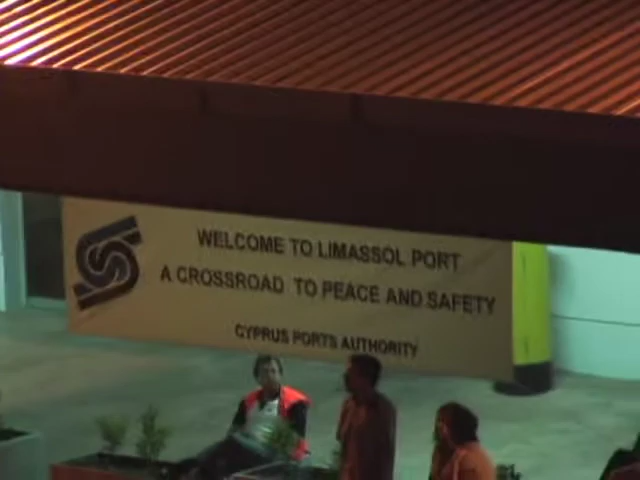 WELCOME TO LIMASSOL PORT
A CROSSROAD TO PEACE AND SAFETY
CYPRUS PORTS AUTHORITY